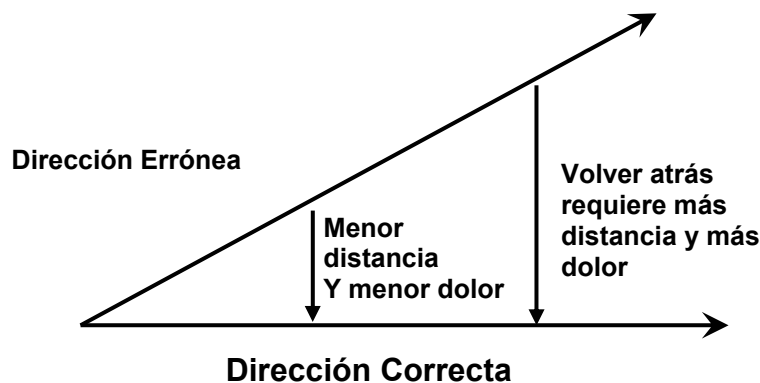 Dirección Errónea
Menor
distancia
Y menor dolor
Volver atrás
requiere más
distancia y más
dolor
Dirección Correcta